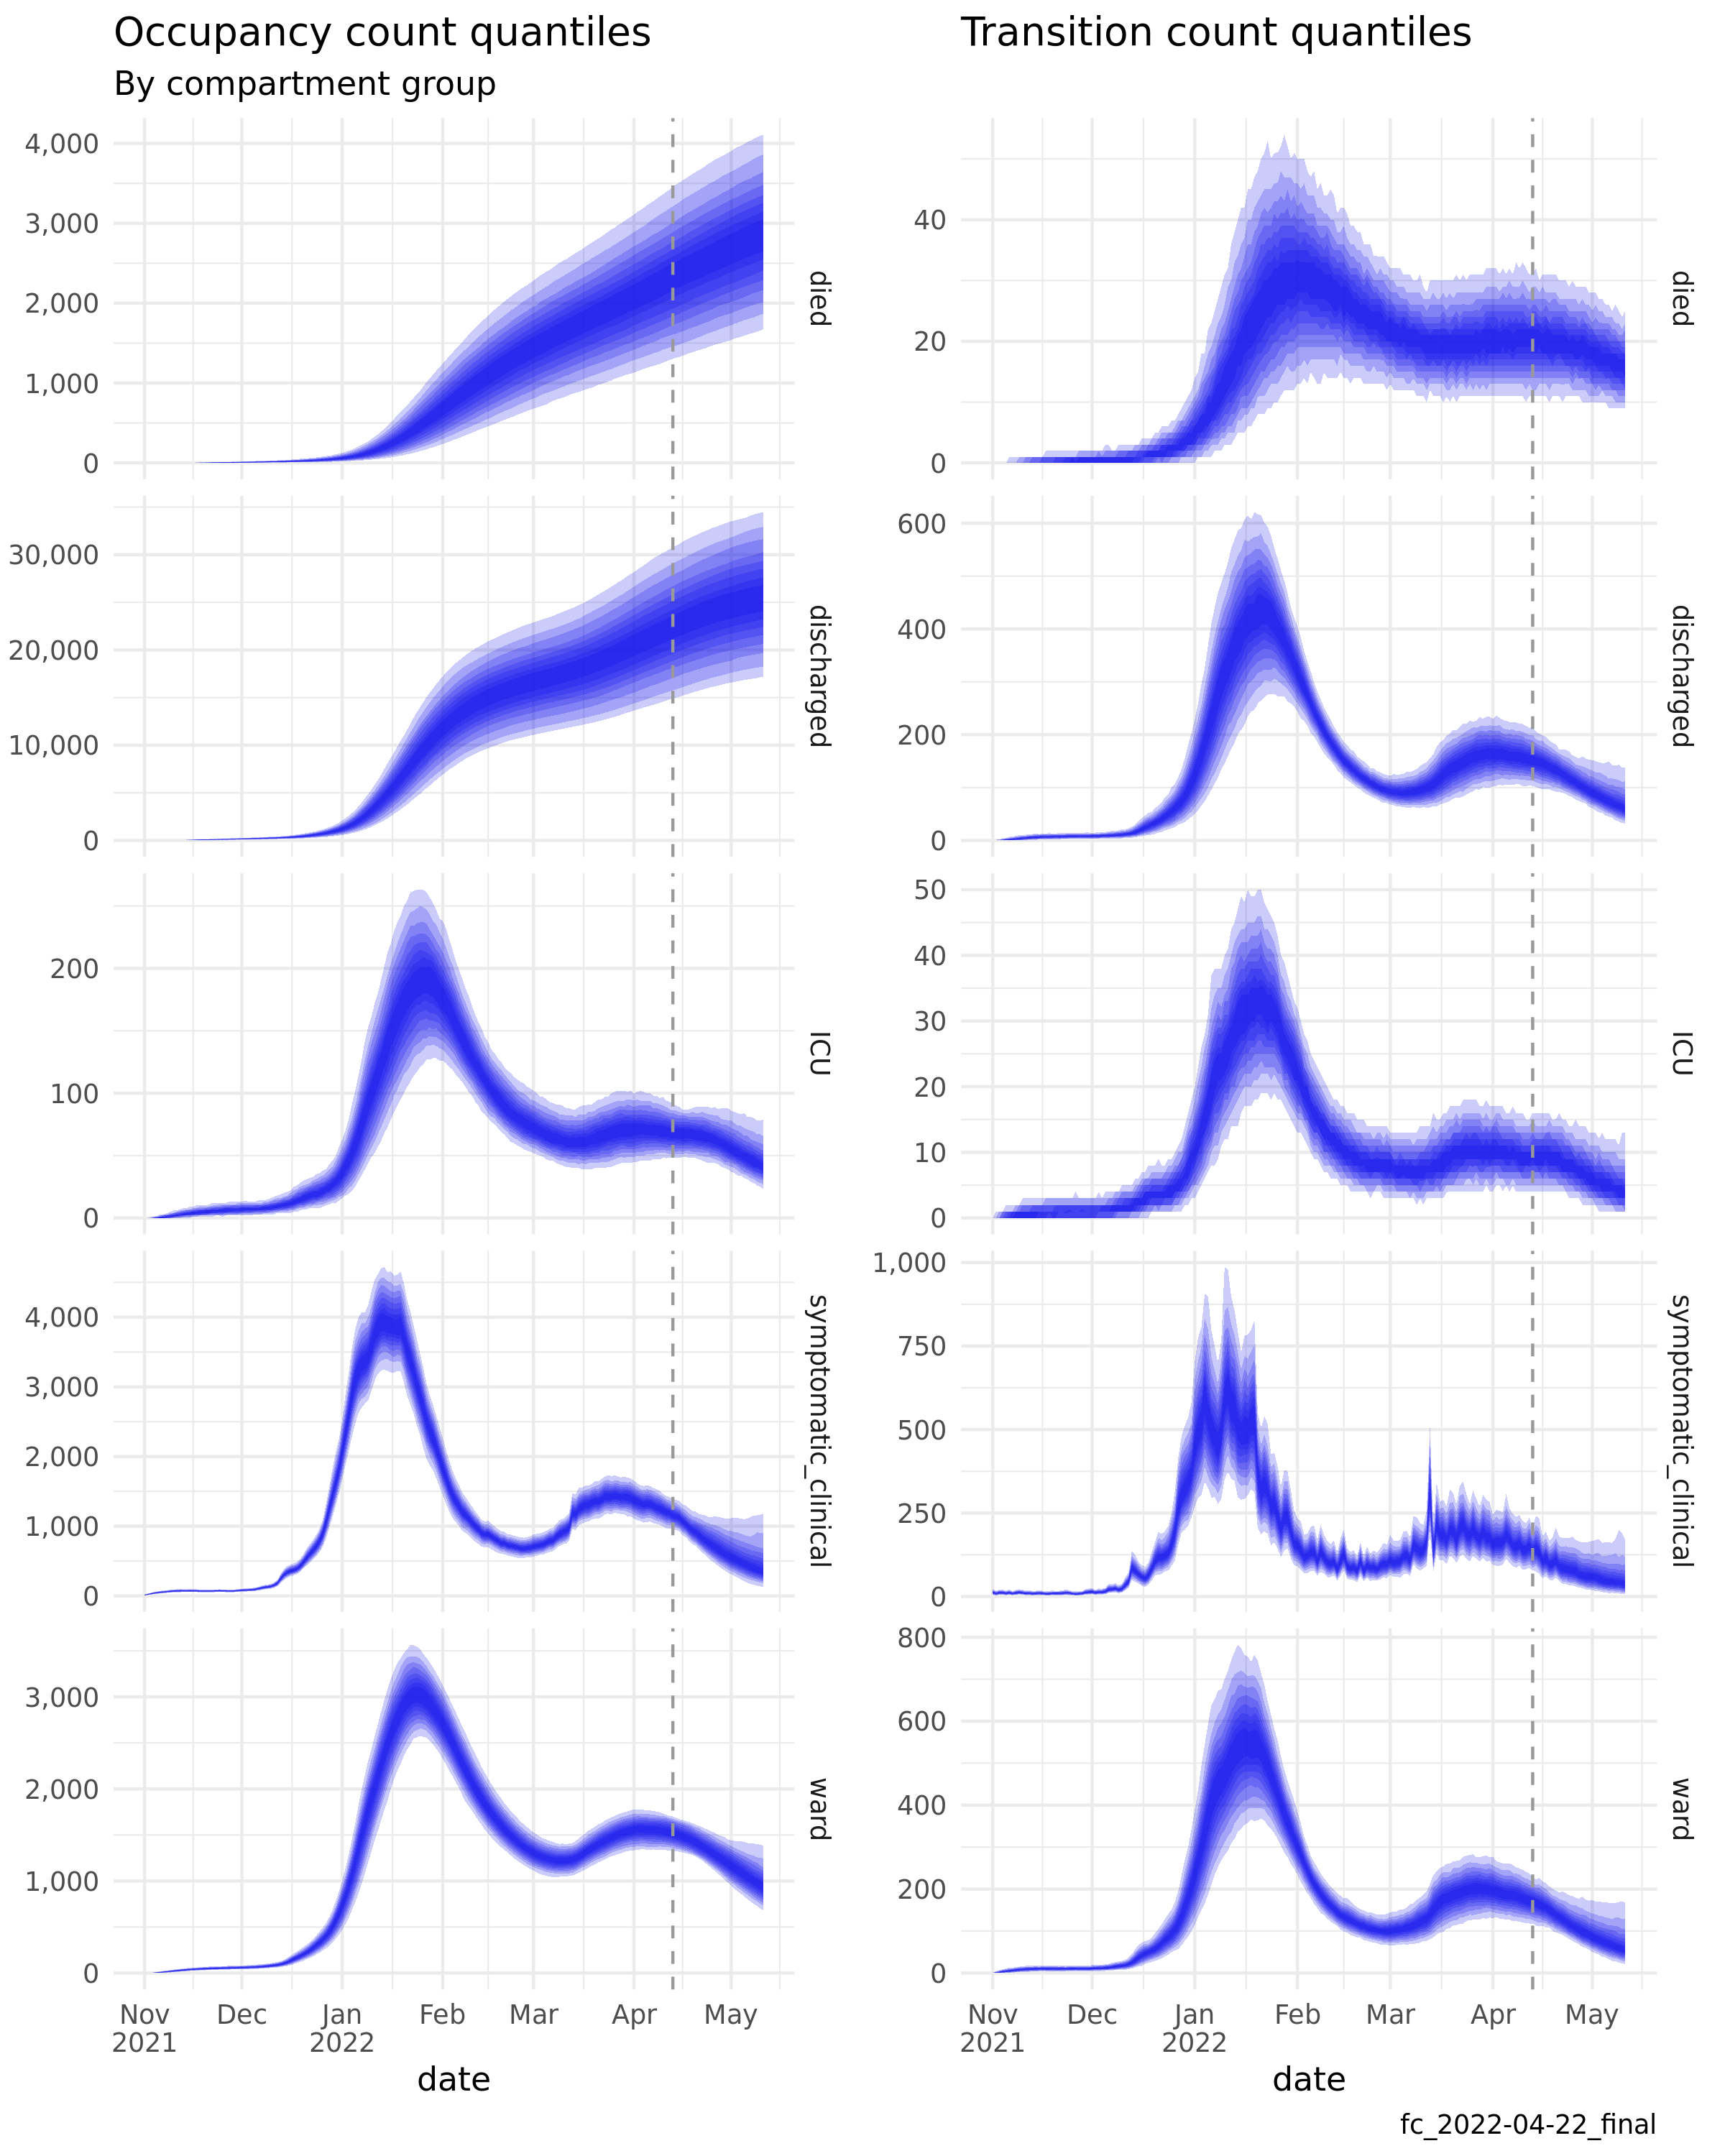 Occupancy count quantiles
By compartment group
4,000
3,000
2,000
1,000
0
died
30,000
20,000
10,000
0
discharged
200
100
0
ICU
4,000
3,000
2,000
1,000
0
symptomatic_clinical
3,000
2,000
1,000
0
ward
Nov Dec Jan Feb Mar Apr May
2021 2022
date
Transition count quantiles
40
20
0
died
600
400
200
0
discharged
50
40
30
20
10
0
ICU
1,000
750
500
250
0
symptomatic_clinical
800
600
400
200
0
ward
Nov Dec Jan Feb Mar Apr May
2021 2022
date
fc_2022-04-22_final